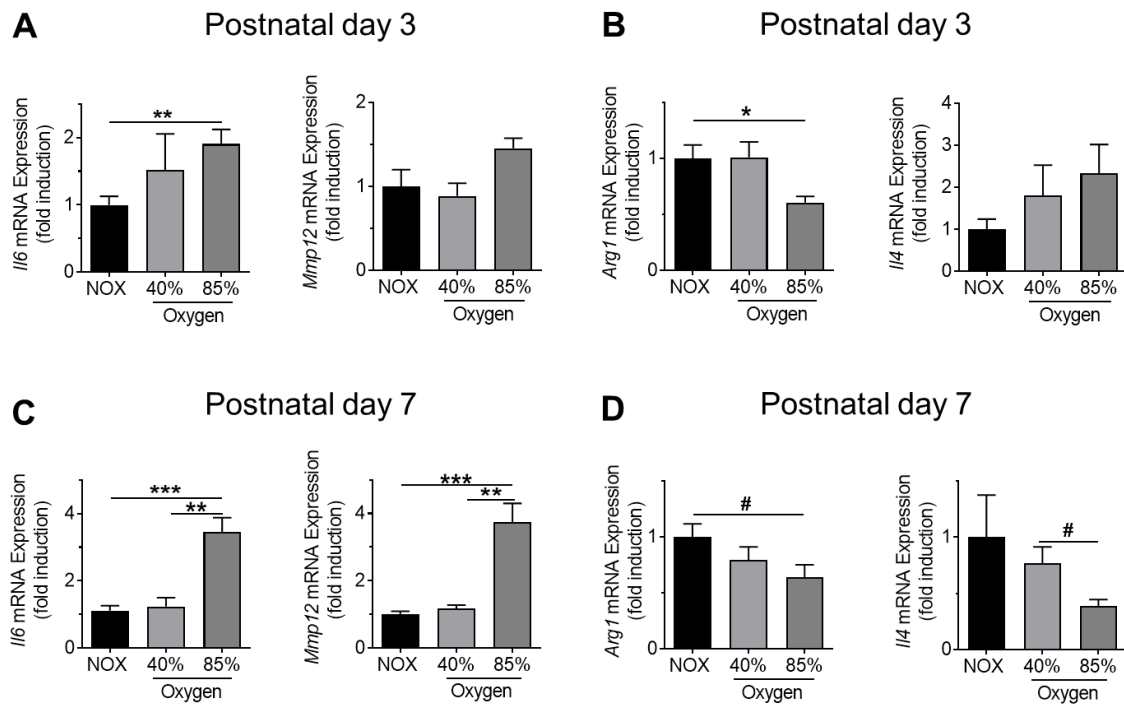 A
Postnatal day 3
Il6 mRNA Expression
(fold induction)
2
1
0
**
NOX
40%
85%
Oxygen
Mmp12 mRNA Expression
(fold induction)
2
1
0
NOX
40%
85%
Oxygen
B
Postnatal day 3
Arg1 mRNA Expression
(fold induction)
1
0
*
NOX
40%
85%
Oxygen
Il4 mRNA Expression
(fold induction)
4
3
2
1
0
NOX
40%
85%
Oxygen
C
Postnatal day 7
Il6 mRNA Expression
(fold induction)
4
2
0
***
**
NOX
40%
85%
Oxygen
Mmp12 mRNA Expression
(fold induction)
4
2
1
0
***
**
NOX
40%
85%
Oxygen
D
Postnatal day 7
Arg1 mRNA Expression
(fold induction)
1
0
#
NOX
40%
85%
Oxygen
Il4 mRNA Expression
(fold induction)
1
0
#
NOX
40%
85%
Oxygen